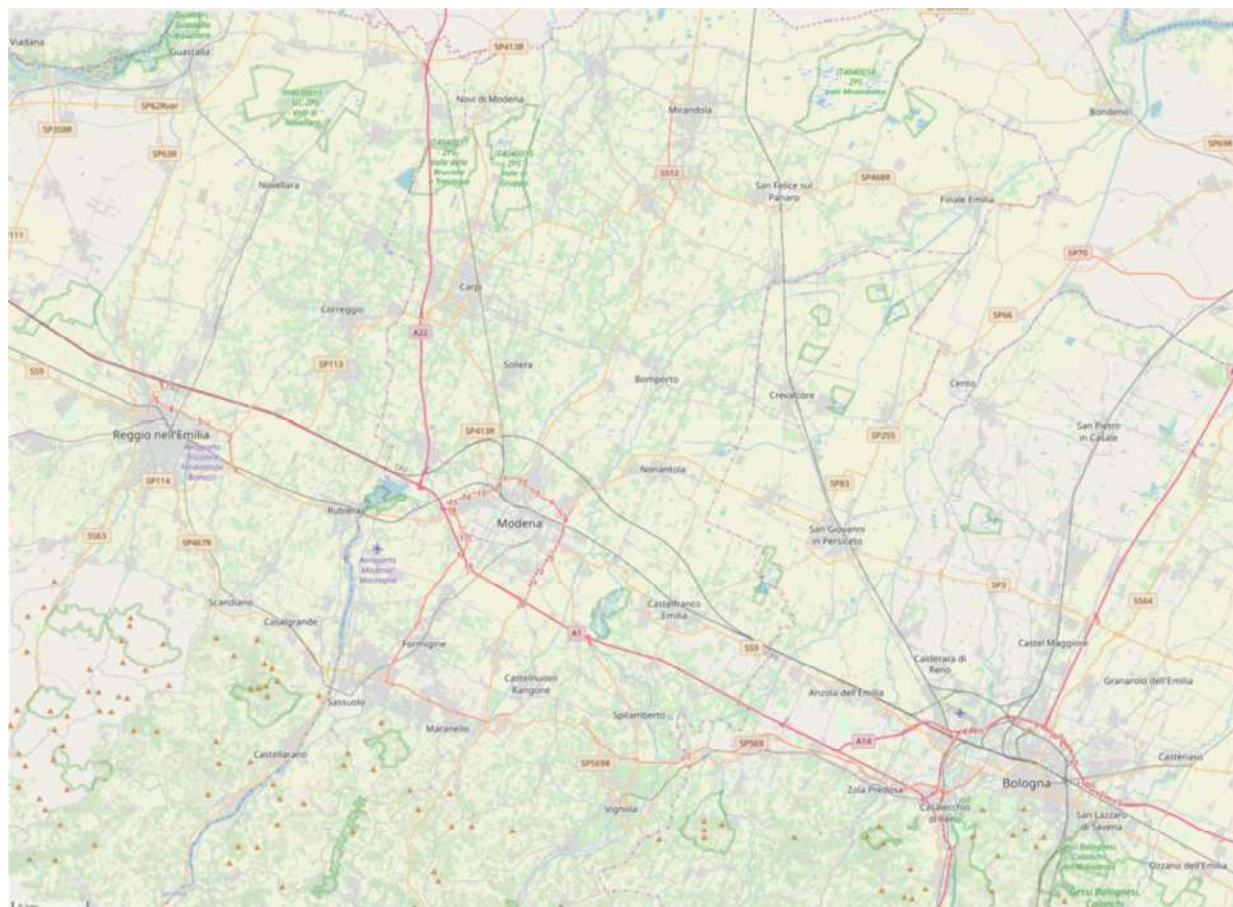 Viadana
Guastalla
SP413R
SP62Rvar
Novi di Modena
Mirandola
Bondeno
SP358R
SP63R
SP69R
SS12
SP468R
Novellara
San Felice sul
Panaro
Finale Emilia
SP70
Carpi
Correggio
A22
SP66
SP113
Soliera
SS9
Bomporto
Cento
Crevalcore
Reggio nell'Emilia
SP413R
SP255
San Pietro
in Casale
Nonantola
SP114
SP83
Rubiera
Modena
San Giovanni
in Persiceto
SS63
SP467R
Aeroporto
Modena/
Marzaglia
SP3
Scandiano
Castelfranco
Emilia
SS64
Casalgrande
A1
Formigine
SS9
Castel Maggiore
Calderara di
Reno
Castelnuovo
Rangone
Anzola dell'Emilia
Granarolo dell'Emilia
Sassuolo
Maranello
Spilamberto
SP569
A14
Castellarano
SP569R
Castenaso
Bologna
Zola Predosa
Vignola
Casalecchio
di Reno
San Lazzaro
di Savena
Ozzano dell'Emilia
Gessi Bolognesi,
Calanchi